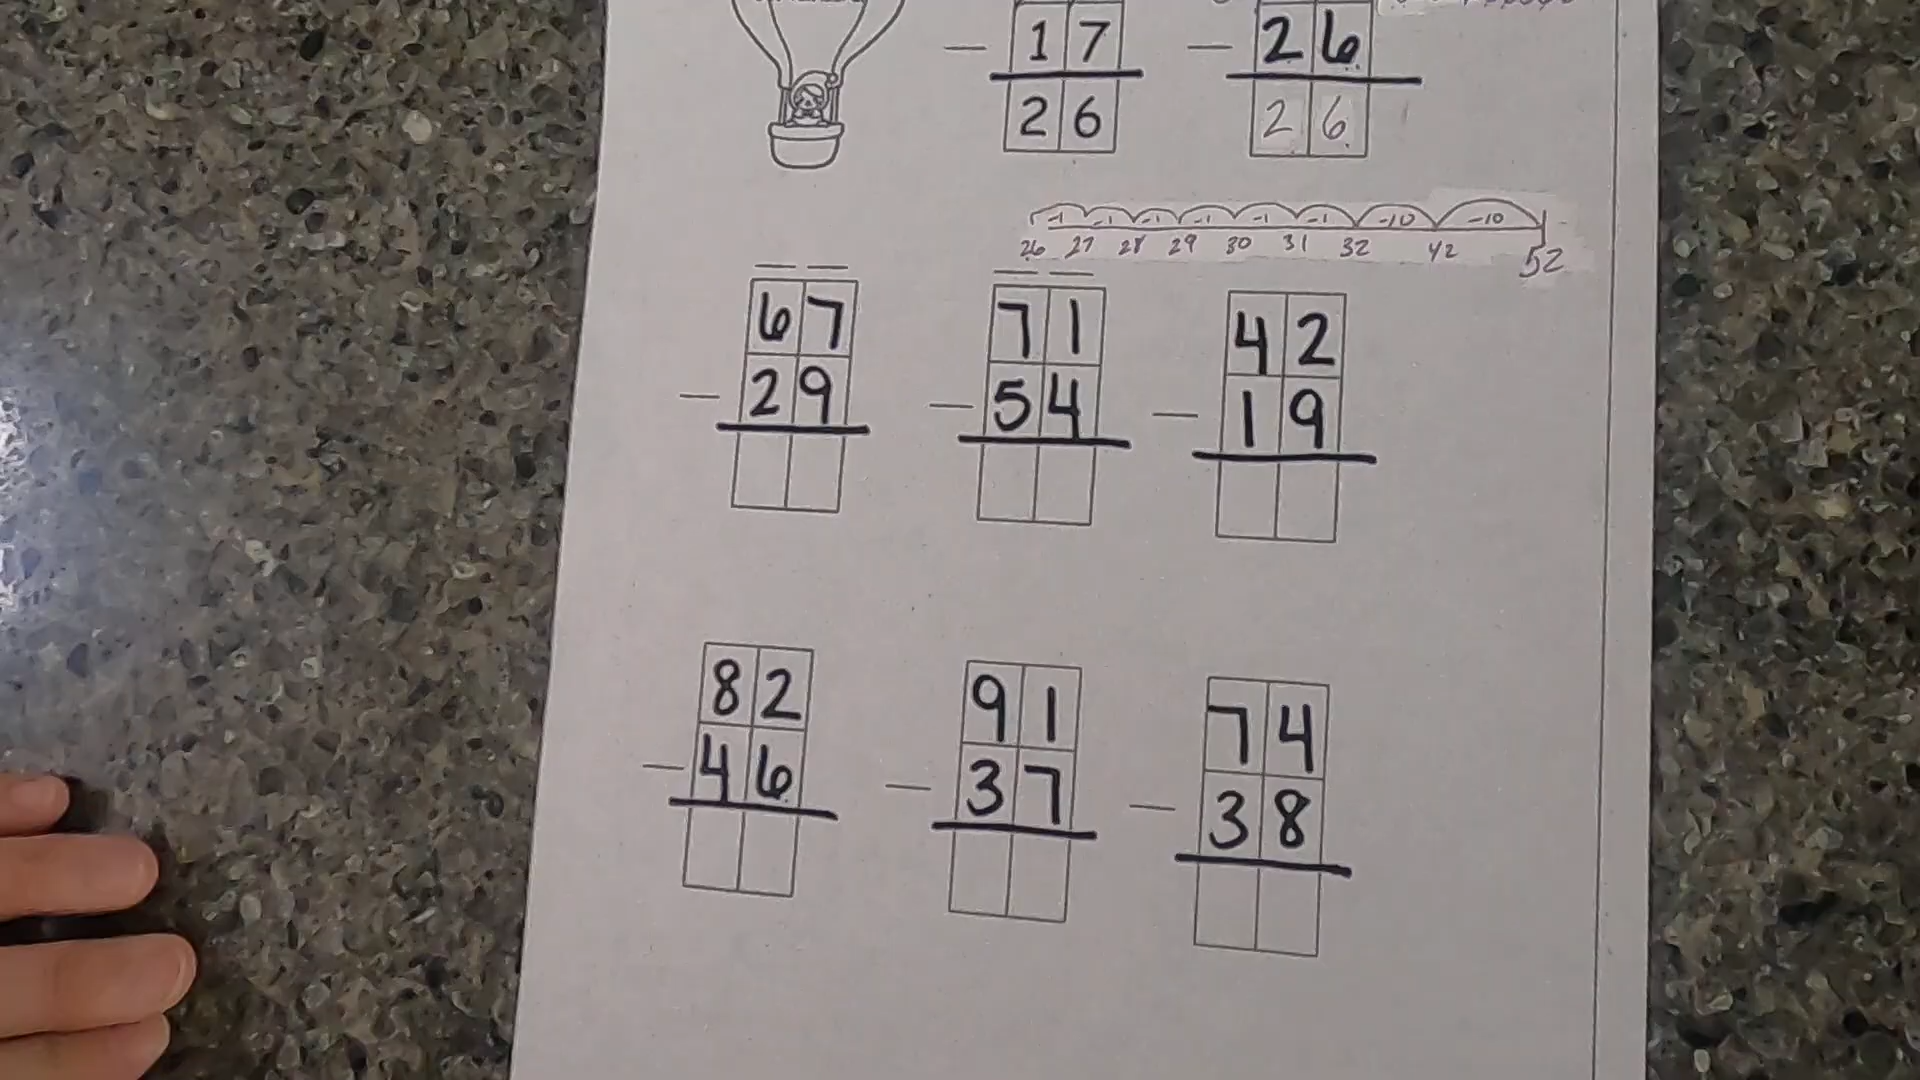 - 17 - 26
26 26
-1 -1 -1 -1 -1 -1 -10 -10
26 27 28 29 30 31 32 42 52
67 71 42
- 29 - 54 - 19
82 91 74
- 46 - 37 - 38